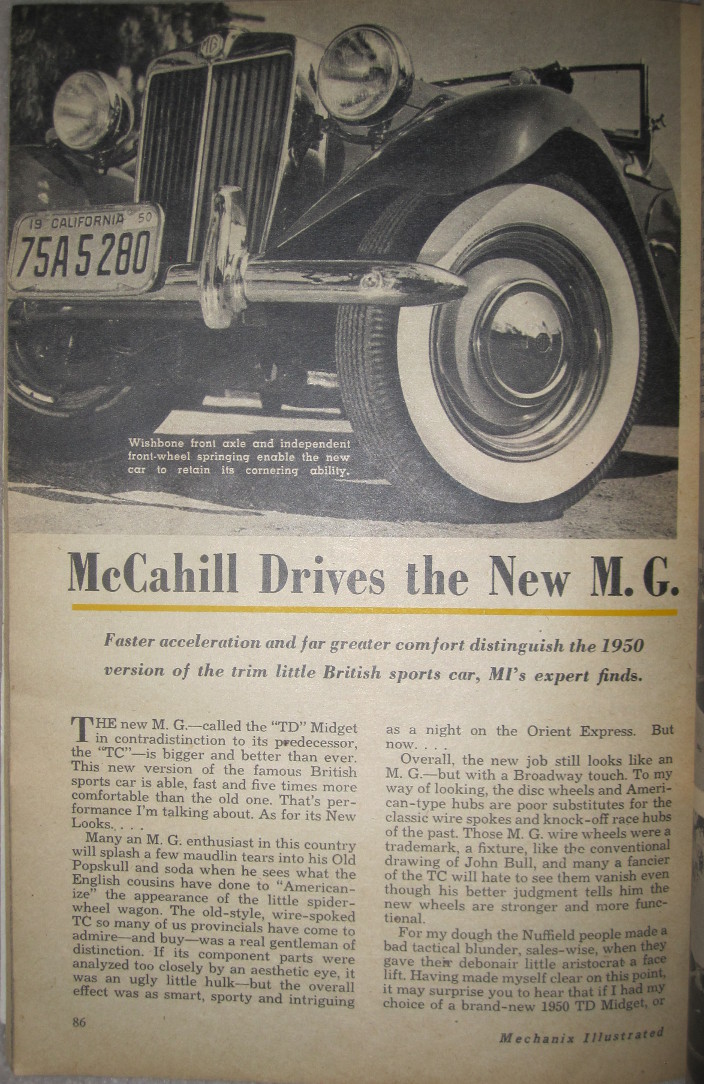 MG
19 CALIFORNIA 50
75A5280
Wishbone front axle and independent
front-wheel springing enable the new
car to retain its cornering ability.
McCahill Drives the New M. G.
Faster acceleration and far greater comfort distinguish the 1950
version of the trim little British sports car, MI's expert finds.
THE new M. G.—called the "TD" Midget
in contradistinction to its predecessor,
the "TC"—is bigger and better than ever.
This new version of the famous British
sports car is able, fast and five times more
comfortable than the old one. That's per-
formance I'm talking about. As for its New
Looks. . . .
Many an M. G. enthusiast in this country
will splash a few maudlin tears into his Old
Popskull and soda when he sees what the
English cousins have done to "American-
ize" the appearance of the little spider-
wheel wagon. The old-style, wire-spoked
TC so many of us provincials have come to
admire—and buy—was a real gentleman of
distinction. If its component parts were
analyzed too closely by an aesthetic eye, it
was an ugly little hulk—but the overall
effect was as smart, sporty and intriguing
as a night on the Orient Express. But
now. . . .
Overall, the new job still looks like an
M. G.—but with a Broadway touch. To my
way of looking, the disc wheels and Ameri-
can-type hubs are poor substitutes for the
classic wire spokes and knock-off race hubs
of the past. Those M. G. wire wheels were a
trademark, a fixture, like the conventional
drawing of John Bull, and many a fancier
of the TC will hate to see them vanish even
though his better judgment tells him the
new wheels are stronger and more func-
tional.
For my dough the Nuffield people made a
bad tactical blunder, sales-wise, when they
gave their debonair little aristocrat a face
lift. Having made myself clear on this point,
it may surprise you to hear that if I had my
choice of a brand-new 1950 TD Midget, or
86
Mechanix Illustrated